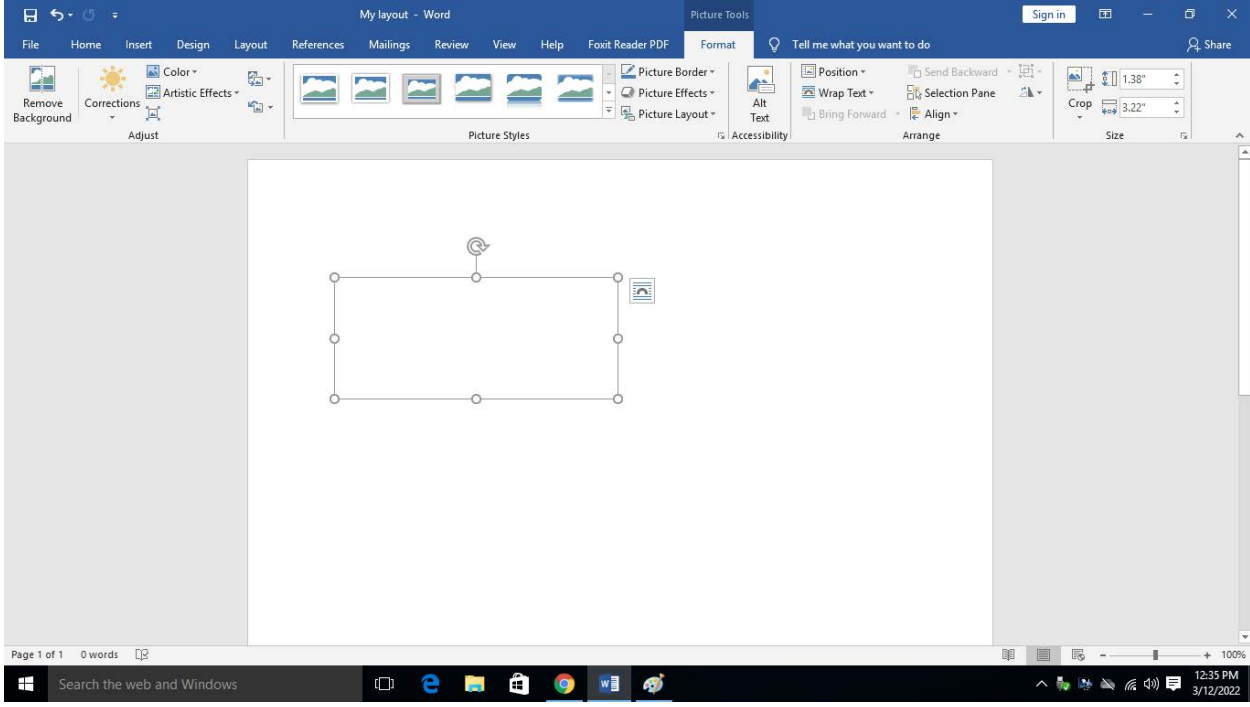 My layout - Word
Picture Tools
Sign in
File Home Insert Design Layout References Mailings Review View Help Foxit Reader PDF Format Tell me what you want to do Share
Remove Background
Corrections
Color
Artistic Effects
Adjust
Picture Styles
Picture Border
Picture Effects
Picture Layout
Alt Text
Accessibility
Position
Wrap Text
Bring Forward
Send Backward
Selection Pane
Align
Arrange
Crop
1.38"
3.22"
Size
Page 1 of 1 0 words
100%
Search the web and Windows
12:35 PM
3/12/2022